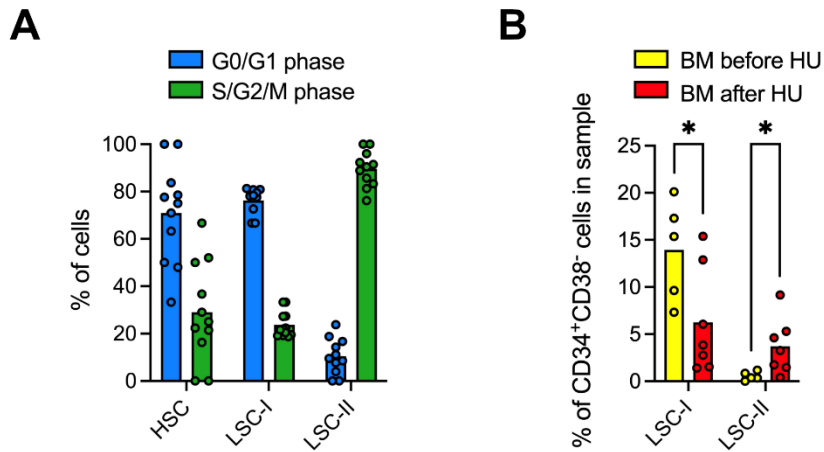 A
G0/G1 phase
S/G2/M phase
% of cells
100
80
60
40
20
0
HSC
LSC-I
LSC-II
B
BM before HU
BM after HU
% of CD34⁺CD38⁻ cells in sample
* *
25
20
15
10
5
0
LSC-I
LSC-II